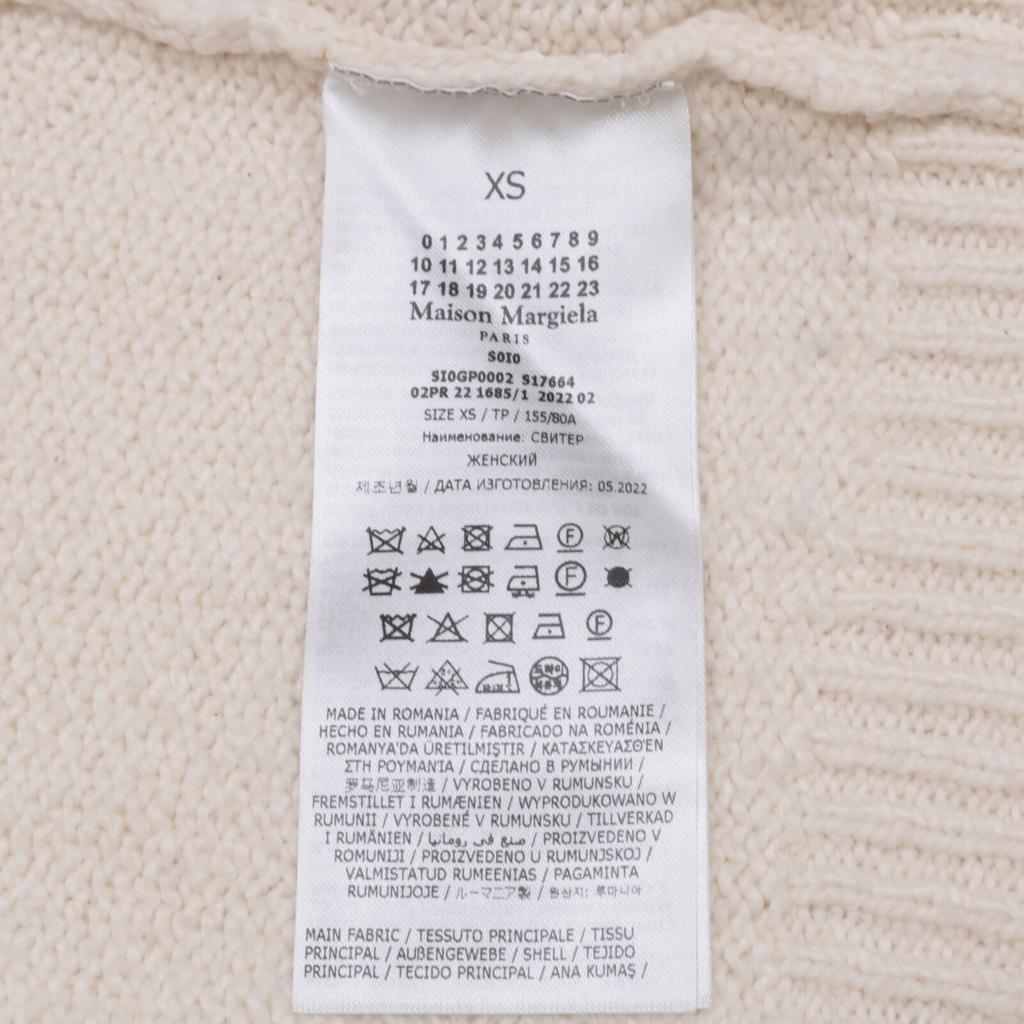 XS
0 1 2 3 4 5 6 7 8 9
10 11 12 13 14 15 16
17 18 19 20 21 22 23
Maison Margiela
PARIS
S0I0
SI0GP0002 S17664
02PR 22 1685/1 2022 02
SIZE XS / TP / 155/80A
Наименование: СВИТЕР
ЖЕНСКИЙ
제조년월 / ДАТА ИЗГОТОВЛЕНИЯ: 05.2022
F W
F
F
드라이
MADE IN ROMANIA / FABRIQUÉ EN ROUMANIE /
HECHO EN RUMANIA / FABRICADO NA ROMÉNIA /
ROMANYA'DA ÜRETILMIŞTIR / ΚΑΤΑΣΚΕΥΑΣΘΈΝ
ΣΤΗ ΡΟΥΜΑΝΊΑ / СДЕЛАНО В РУМЫНИИ /
罗马尼亚制造 / VYROBENO V RUMUNSKU /
FREMSTILLET I RUMÆNIEN / WYPRODUKOWANO W
RUMUNII / VYROBENÉ V RUMUNSKU / TILLVERKAD
I RUMÄNIEN / صنع في رومانيا / PROIZVEDENO V
ROMUNIJI / PROIZVEDENO U RUMUNJSKOJ /
VALMISTATUD RUMEENIAS / PAGAMINTA
RUMUNIJOJE / ルーマニア製 / 원산지: 루마니아
MAIN FABRIC / TESSUTO PRINCIPALE / TISSU
PRINCIPAL / AUßENGEWEBE / SHELL / TEJIDO
PRINCIPAL / TECIDO PRINCIPAL / ANA KUMAŞ /